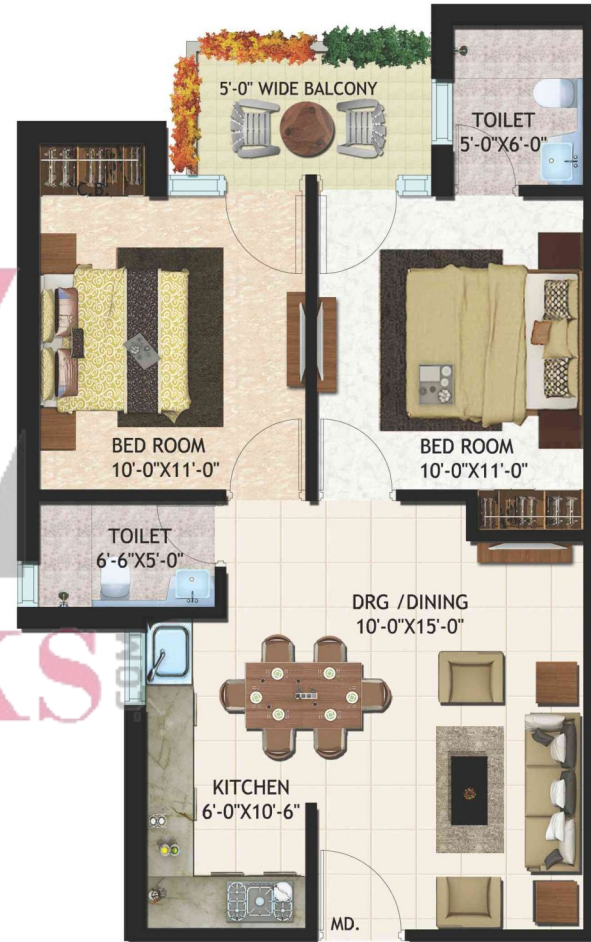 5'-0" WIDE BALCONY
TOILET
5'-0"X6'-0"
C.B.
BED ROOM
10'-0"X11'-0"
BED ROOM
10'-0"X11'-0"
TOILET
6'-6"X5'-0"
DRG /DINING
10'-0"X15'-0"
KITCHEN
6'-0"X10'-6"
MD.